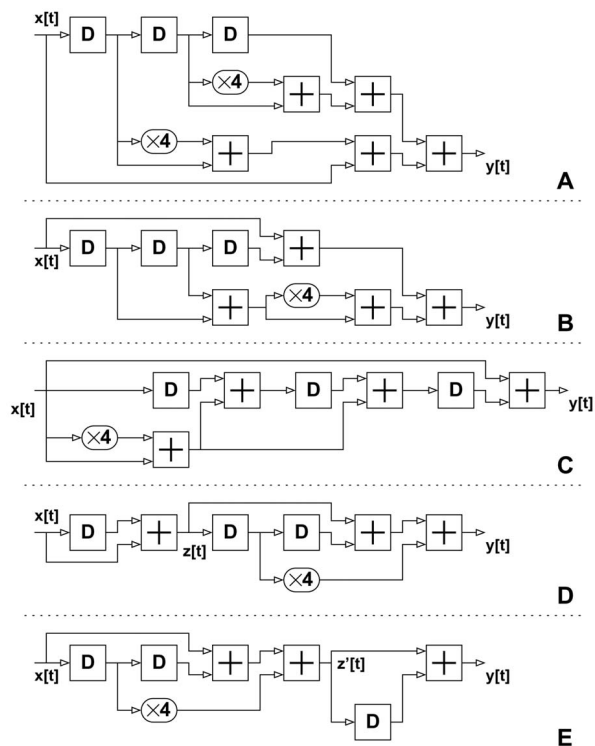 x[t]
D D D
×4 + +
×4 + + +
y[t]
A
D D D +
x[t]
×4
+ + +
y[t]
B
D + D + D +
x[t] y[t]
×4 +
C
x[t]
D + D D + +
z[t] y[t]
×4
D
D D + + +
x[t] z'[t] y[t]
×4 D
E